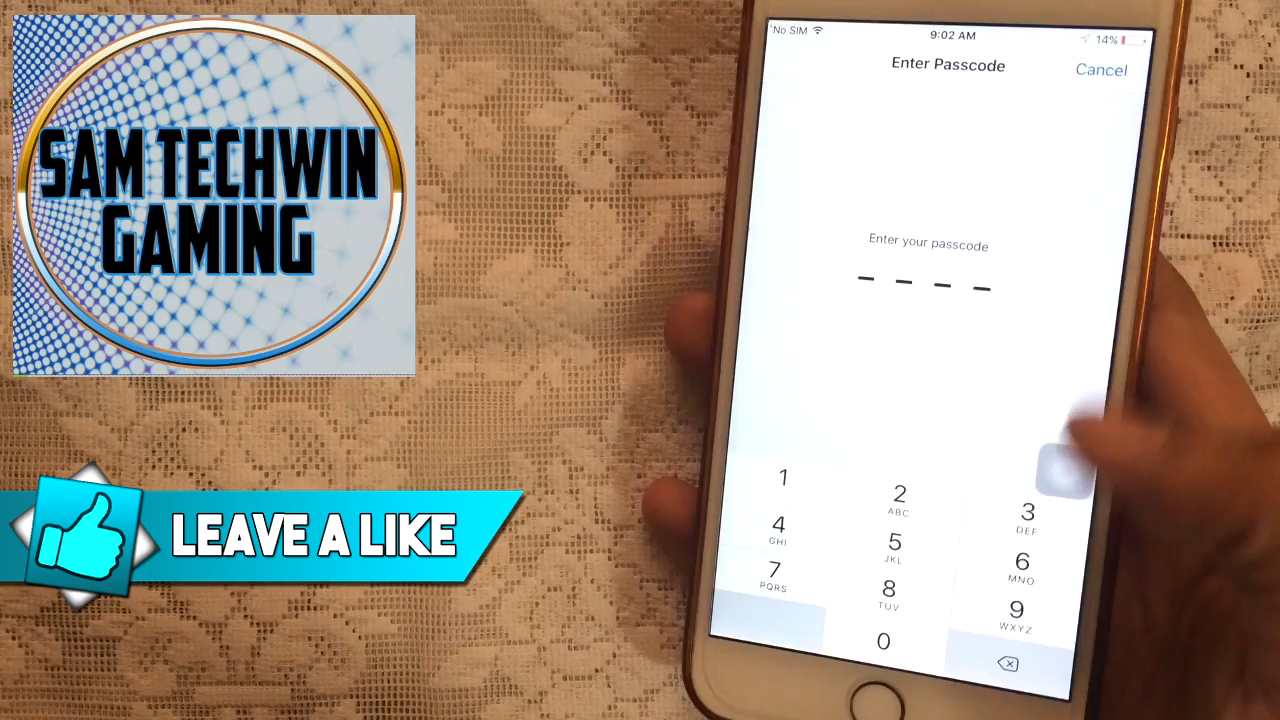 SAM TECHWIN
GAMING
LEAVE A LIKE
No SIM 9:02 AM 14%
Enter Passcode Cancel
Enter your passcode
1
2
ABC
3
DEF
4
GHI
5
JKL
6
MNO
7
PQRS
8
TUV
9
WXYZ
0